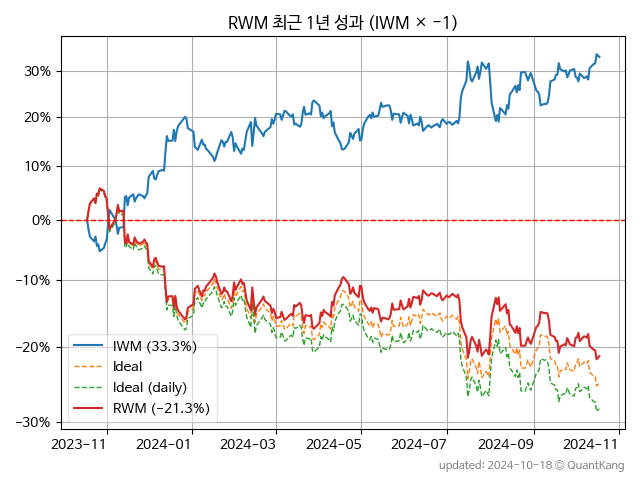 RWM 최근 1년 성과 (IWM × −1)
30%
20%
10%
0%
−10%
−20%
−30%
IWM (33.3%)
Ideal
Ideal (daily)
RWM (−21.3%)
2023-11 2024-01 2024-03 2024-05 2024-07 2024-09 2024-11
updated: 2024-10-18 © QuantKang